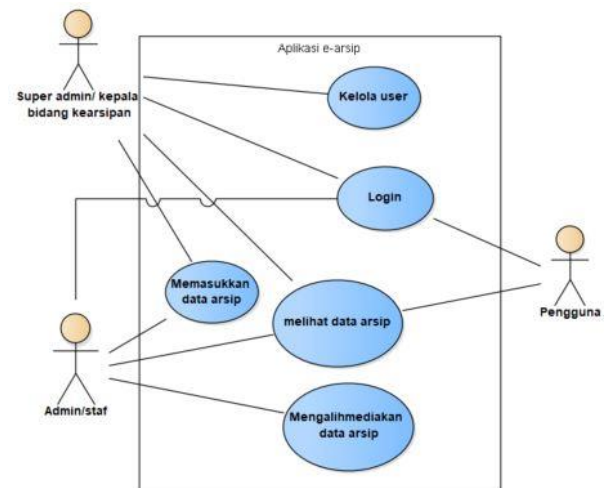 Aplikasi e-arsip
Super admin/ kepala
bidang kearsipan
Kelola user
Login
Memasukkan
data arsip
melihat data arsip
Pengguna
Admin/staf
Mengalihmediakan
data arsip